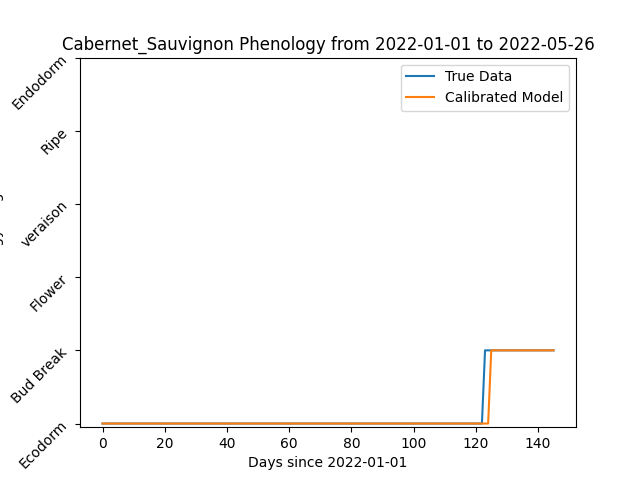 Cabernet_Sauvignon Phenology from 2022-01-01 to 2022-05-26
True Data
Calibrated Model
Endodorm
Ripe
veraison
Flower
Bud Break
Ecodorm
0 20 40 60 80 100 120 140
Days since 2022-01-01